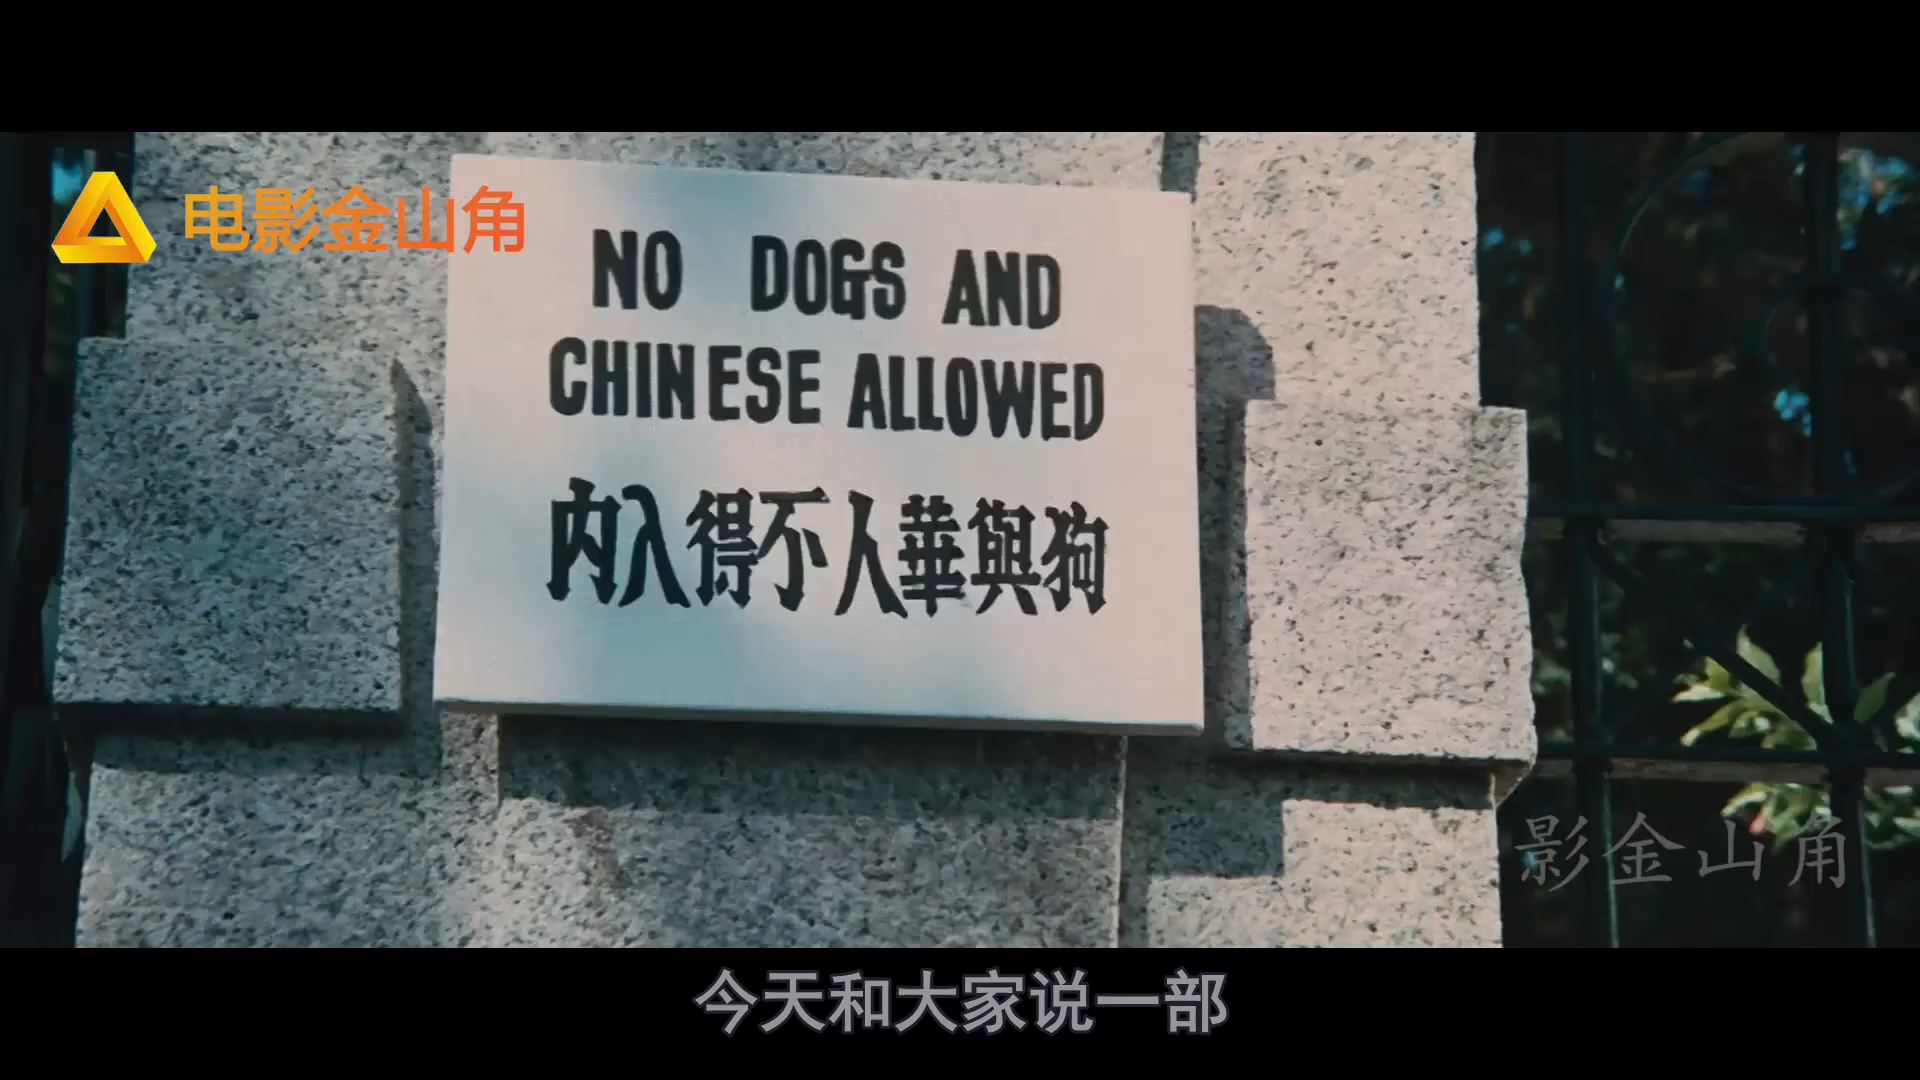 电影金山角
NO DOGS AND
CHINESE ALLOWED
狗與華人不得入內
影金山角
今天和大家说一部